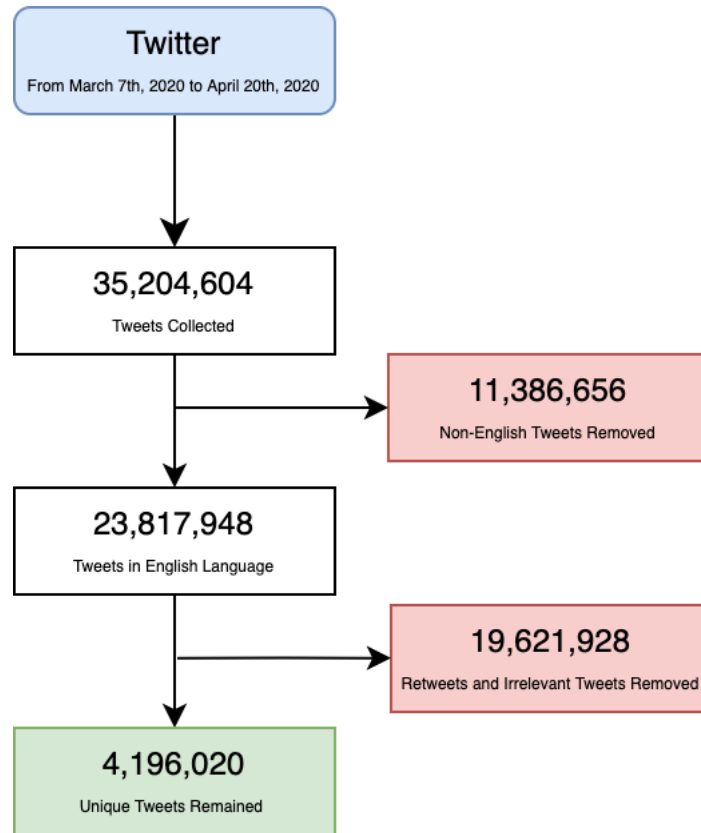 Twitter
From March 7th, 2020 to April 20th, 2020
35,204,604
Tweets Collected
11,386,656
Non-English Tweets Removed
23,817,948
Tweets in English Language
19,621,928
Retweets and Irrelevant Tweets Removed
4,196,020
Unique Tweets Remained